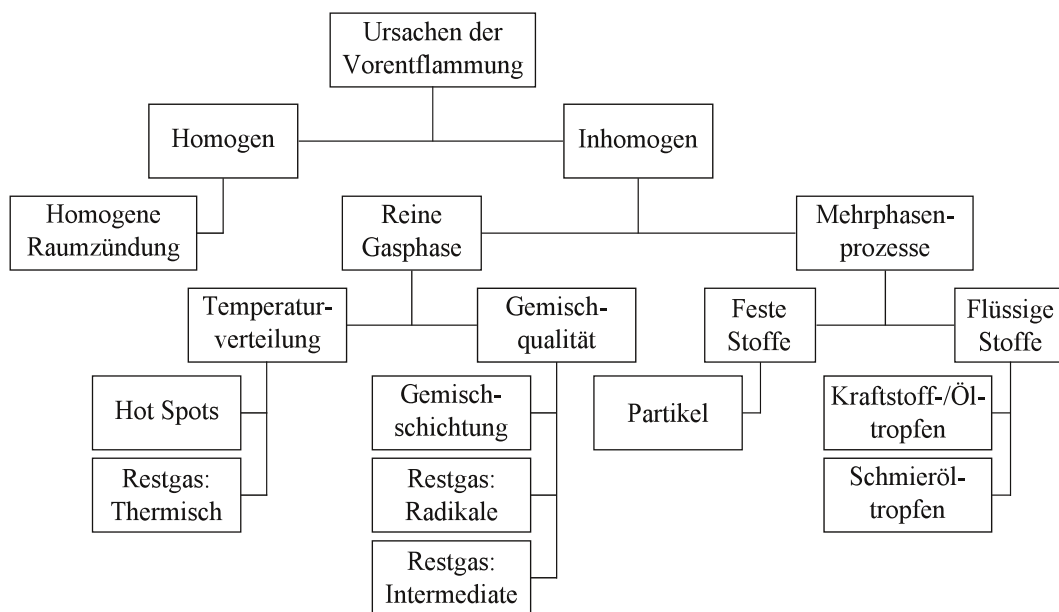 Ursachen der
Vorentflammung
Homogen
Inhomogen
Homogene
Raumzündung
Reine
Gasphase
Mehrphasen-
prozesse
Temperatur-
verteilung
Gemisch-
qualität
Feste
Stoffe
Flüssige
Stoffe
Hot Spots
Gemisch-
schichtung
Partikel
Kraftstoff-/Öl-
tropfen
Restgas:
Thermisch
Restgas:
Radikale
Schmieröl-
tropfen
Restgas:
Intermediate